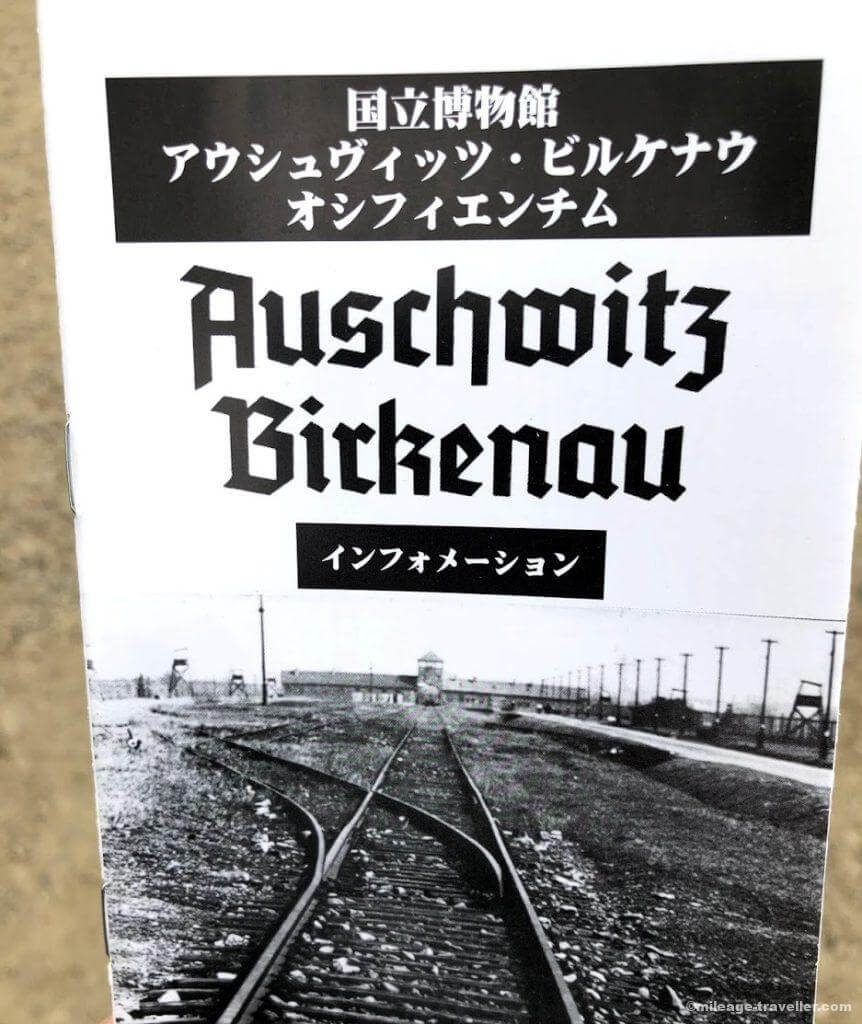 国立博物館
アウシュヴィッツ・ビルケナウ
オシフィエンチム
Auschwitz
Birkenau
インフォメーション
©mileage-traveller.com